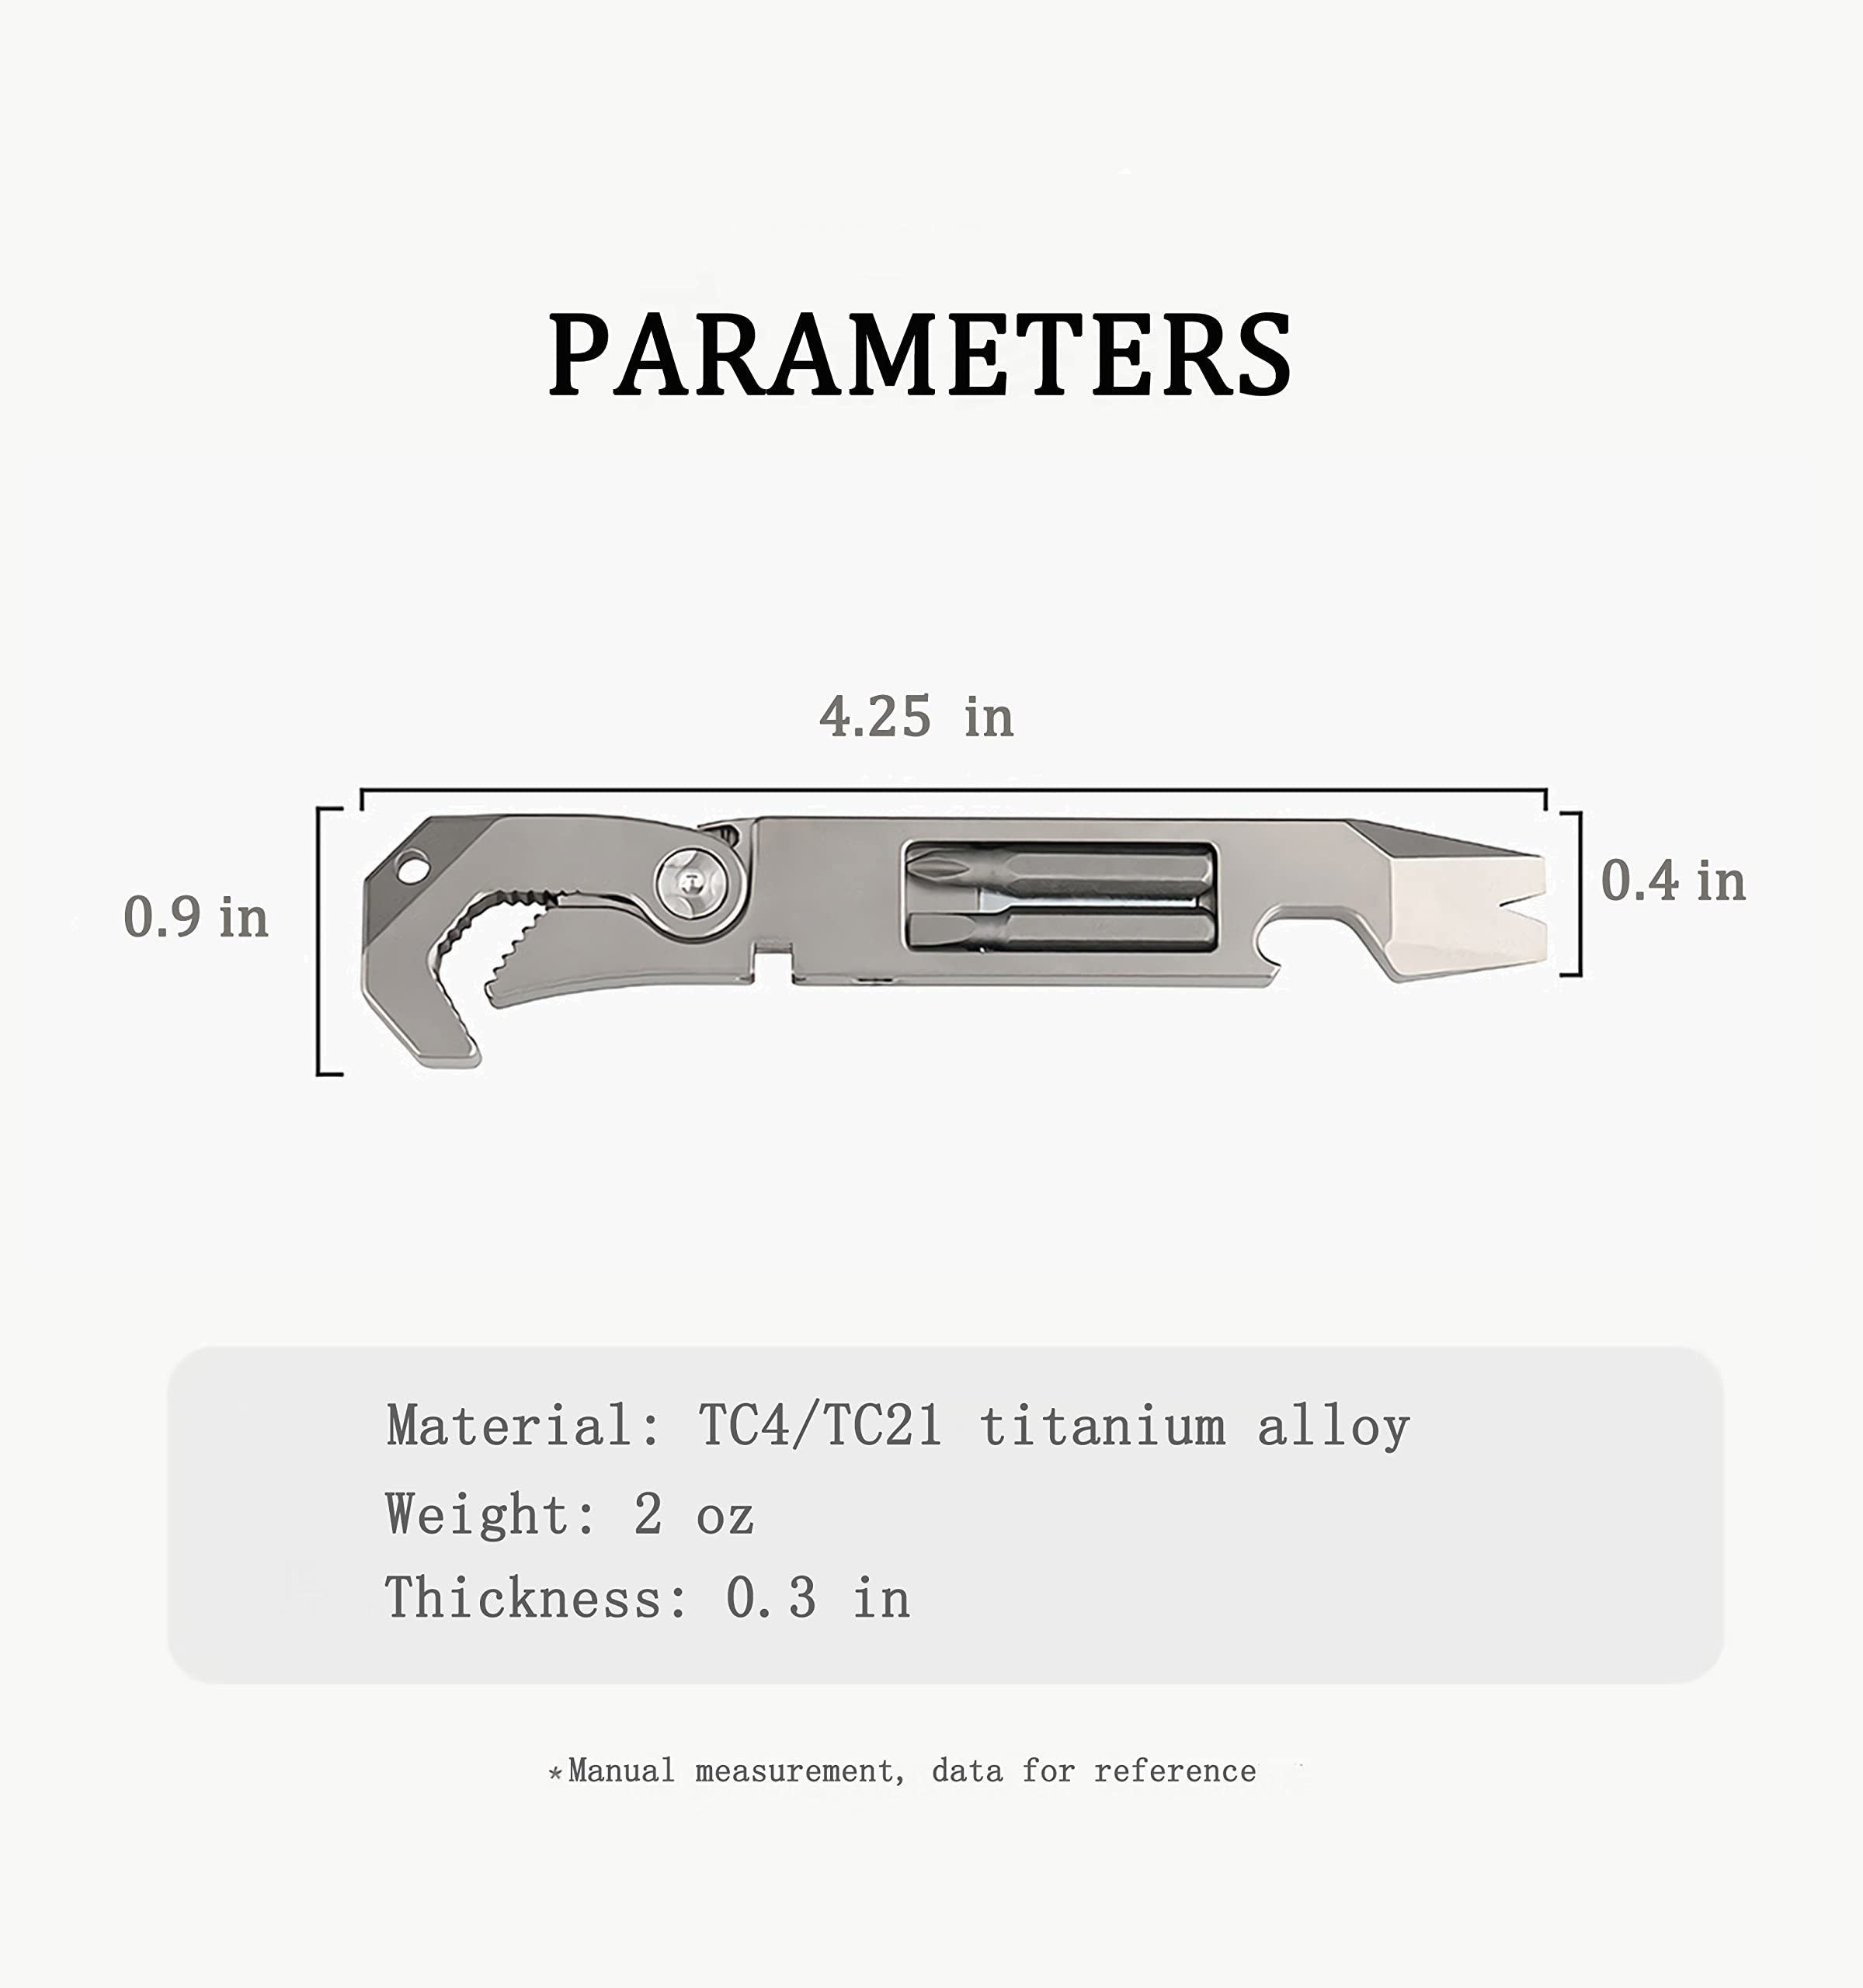 PARAMETERS
4.25 in
0.9 in
0.4 in
Material: TC4/TC21 titanium alloy
Weight: 2 oz
Thickness: 0.3 in
*Manual measurement, data for reference